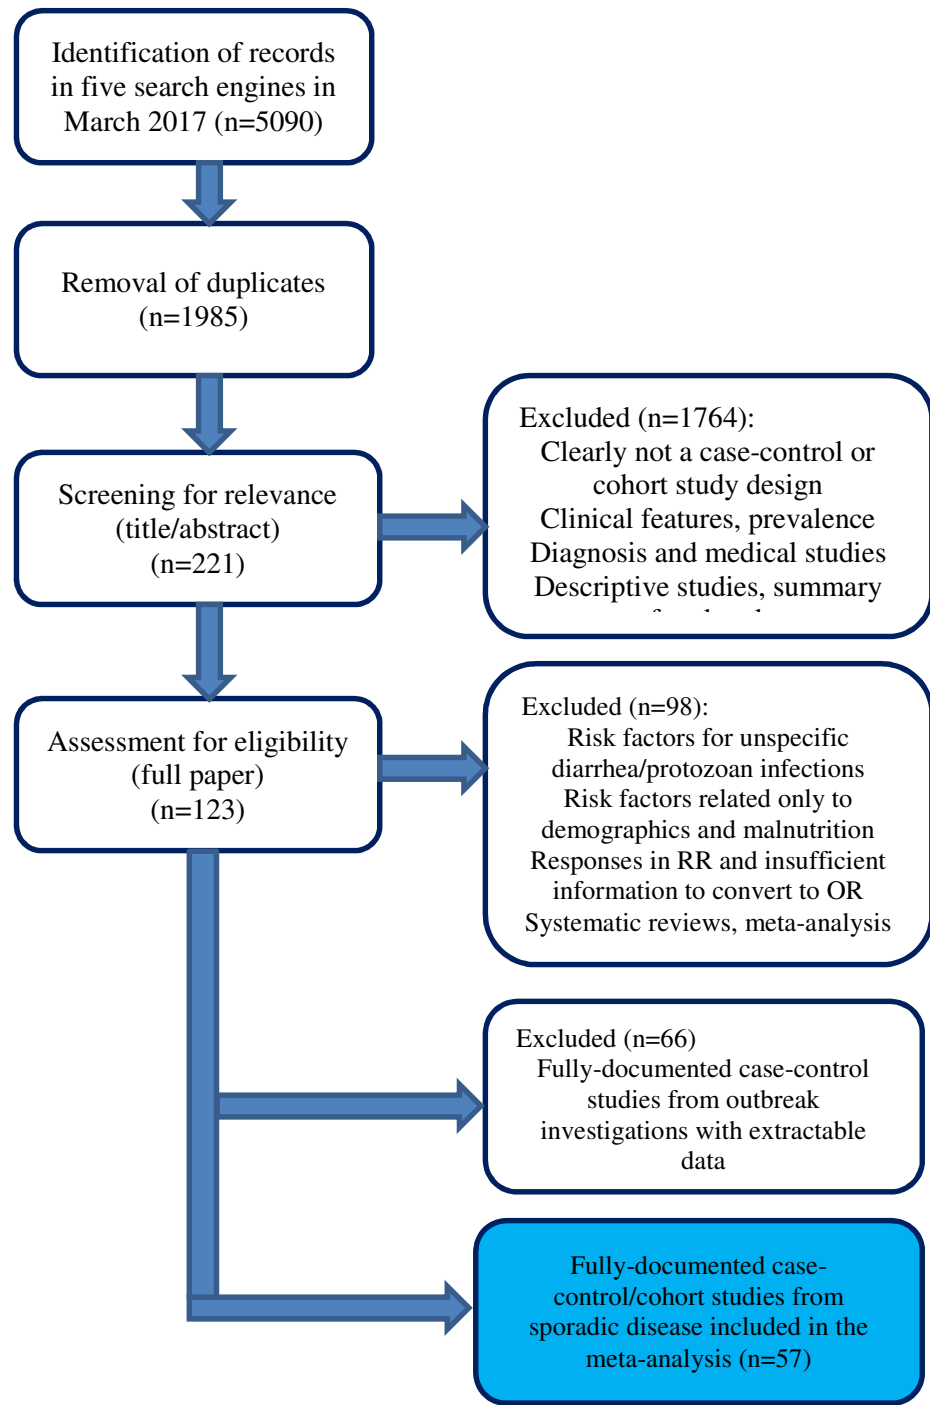 Identification of records
in five search engines in
March 2017 (n=5090)
Removal of duplicates
(n=1985)
Screening for relevance
(title/abstract)
(n=221)
Excluded (n=1764):
Clearly not a case-control or
cohort study design
Clinical features, prevalence
Diagnosis and medical studies
Descriptive studies, summary
Assessment for eligibility
(full paper)
(n=123)
Excluded (n=98):
Risk factors for unspecific
diarrhea/protozoan infections
Risk factors related only to
demographics and malnutrition
Responses in RR and insufficient
information to convert to OR
Systematic reviews, meta-analysis
Excluded (n=66)
Fully-documented case-control
studies from outbreak
investigations with extractable
data
Fully-documented case-
control/cohort studies from
sporadic disease included in the
meta-analysis (n=57)